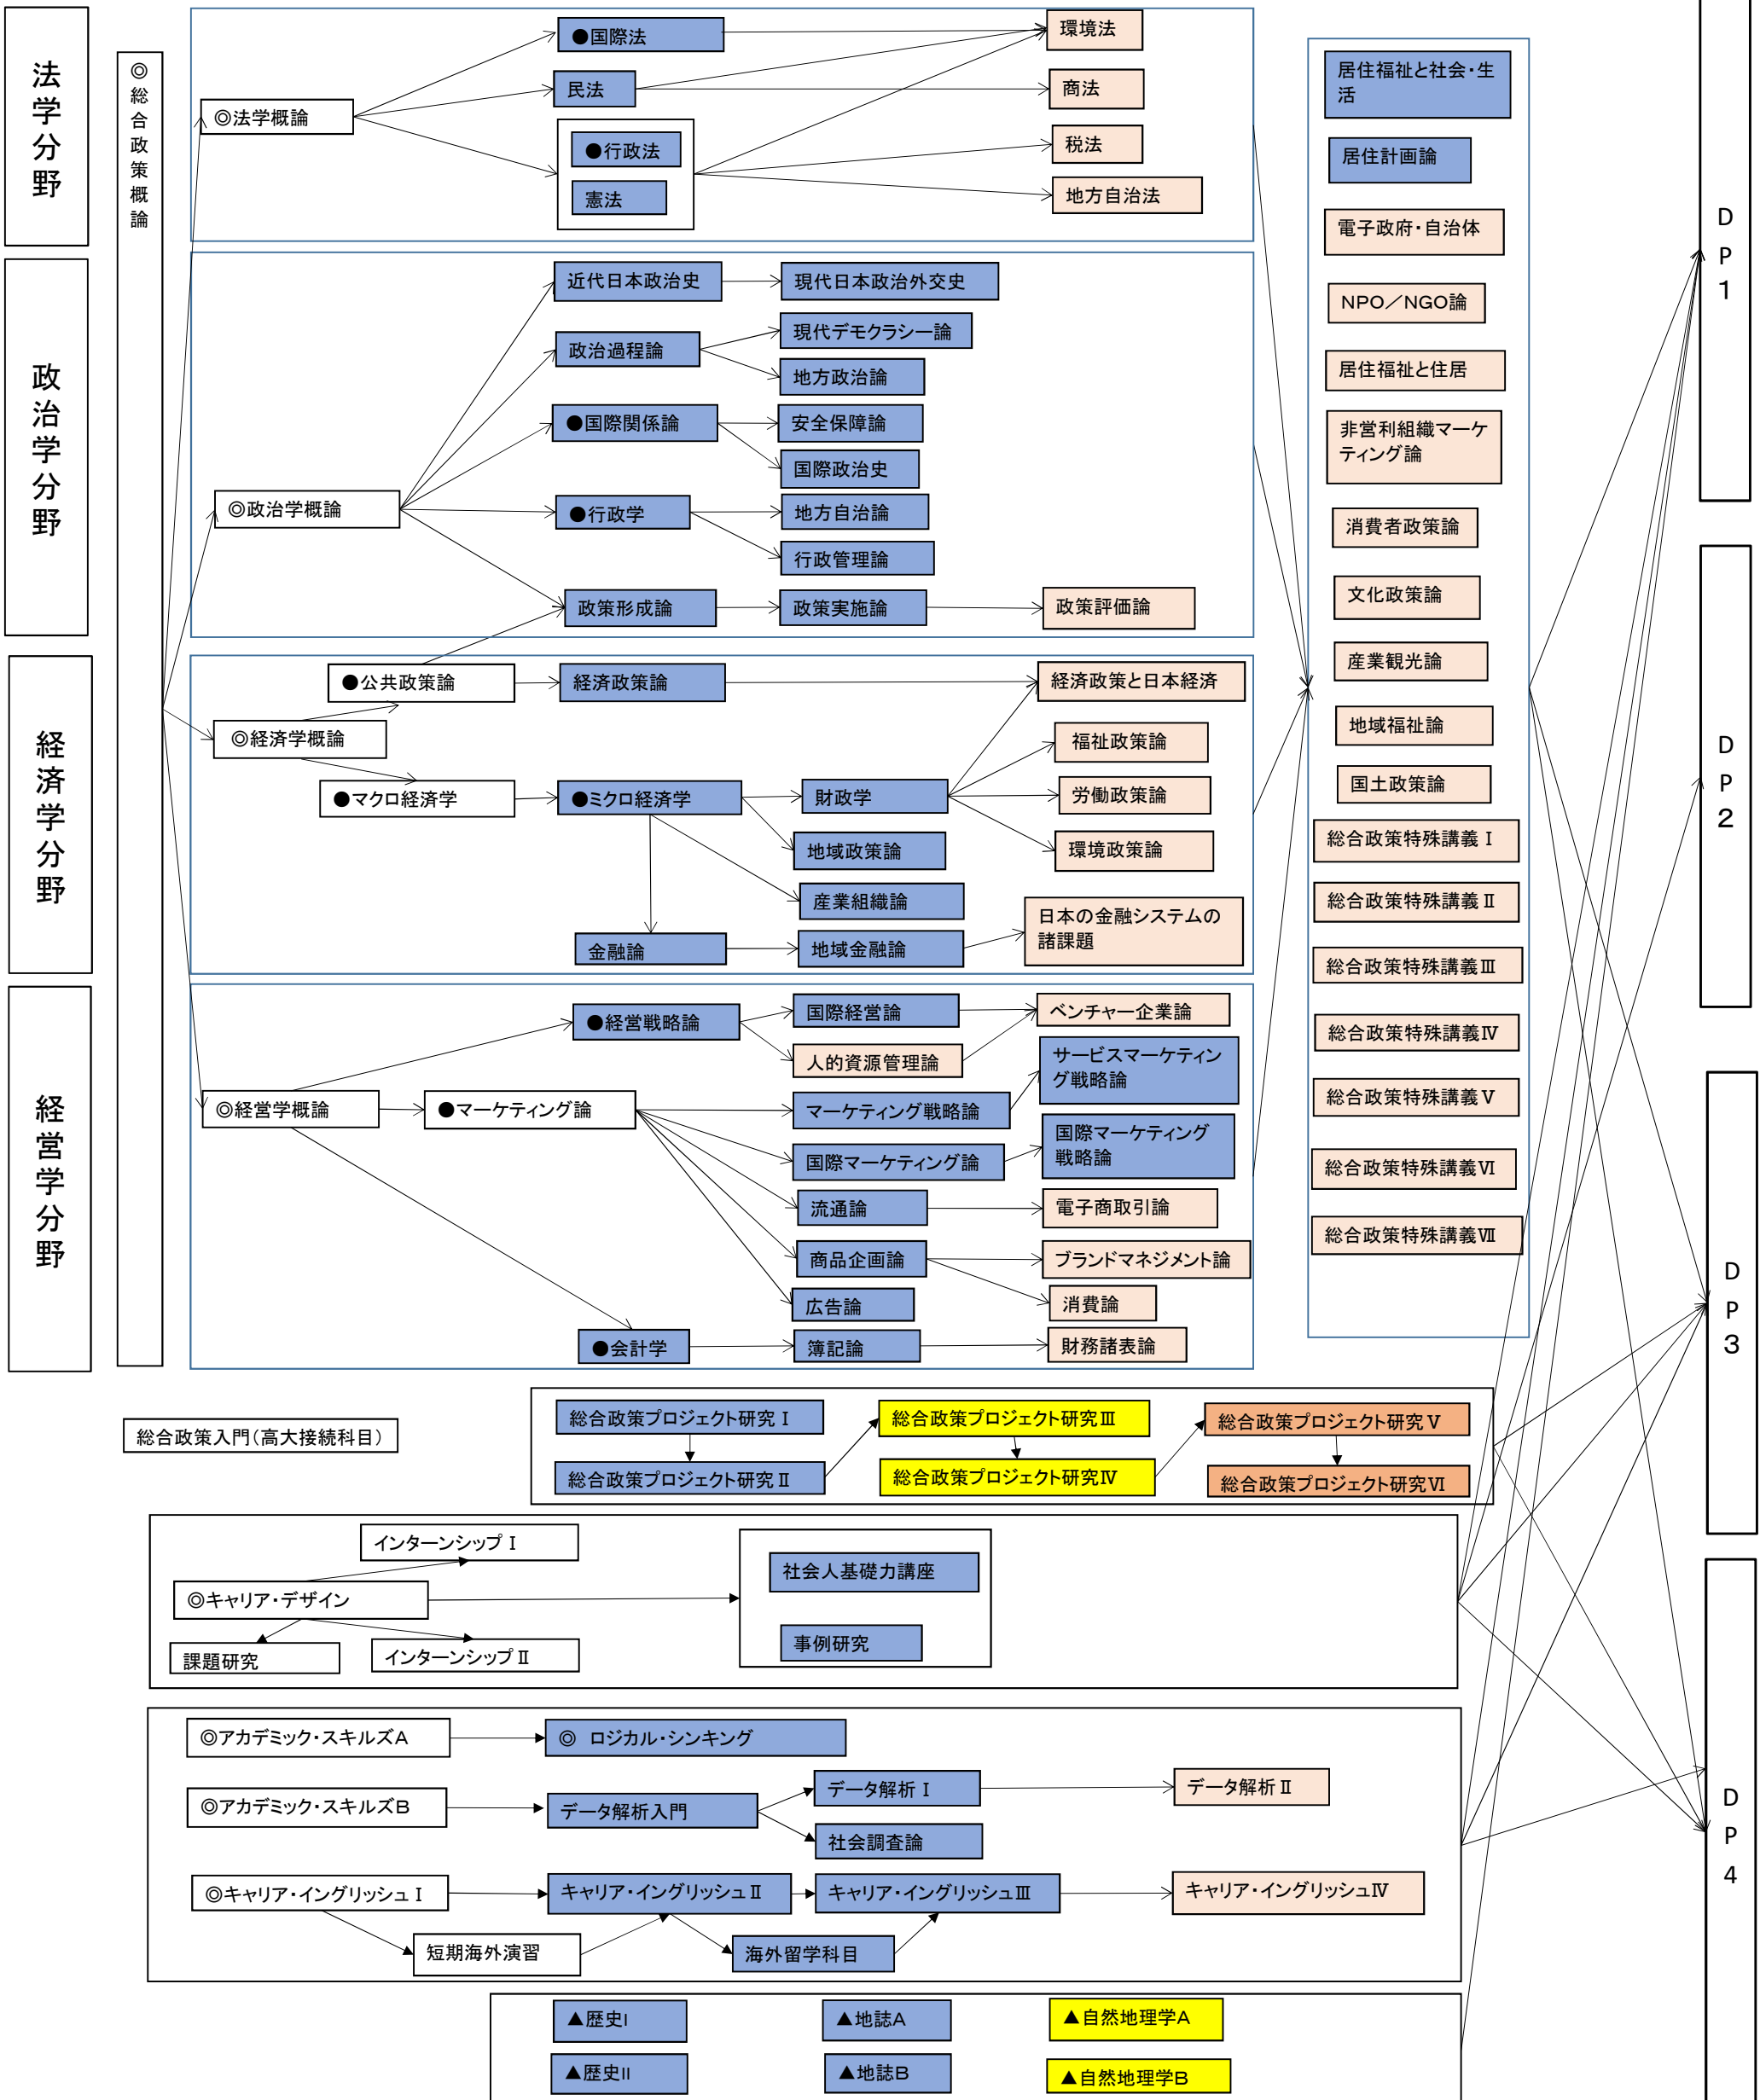 法学分野
◎総合政策概論
◎法学概論
●国際法
民法
●行政法
憲法
環境法
商法
税法
地方自治法
政治学分野
◎政治学概論
近代日本政治史
現代日本政治外交史
政治過程論
現代デモクラシー論
地方政治論
●国際関係論
安全保障論
国際政治史
●行政学
地方自治論
行政管理論
政策形成論
政策実施論
政策評価論
経済学分野
●公共政策論
経済政策論
経済政策と日本経済
◎経済学概論
福祉政策論
●マクロ経済学
●ミクロ経済学
財政学
労働政策論
地域政策論
環境政策論
産業組織論
日本の金融システムの
諸課題
金融論
地域金融論
経営学分野
●経営戦略論
国際経営論
ベンチャー企業論
人的資源管理論
サービスマーケティン
グ戦略論
◎経営学概論
●マーケティング論
マーケティング戦略論
国際マーケティング
戦略論
国際マーケティング論
流通論
電子商取引論
商品企画論
ブランドマネジメント論
広告論
消費論
●会計学
簿記論
財務諸表論
居住福祉と社会・生
活
居住計画論
電子政府・自治体
NPO/NGO論
居住福祉と住居
非営利組織マーケ
ティング論
消費者政策論
文化政策論
産業観光論
地域福祉論
国土政策論
総合政策特殊講義Ⅰ
総合政策特殊講義Ⅱ
総合政策特殊講義Ⅲ
総合政策特殊講義Ⅳ
総合政策特殊講義Ⅴ
総合政策特殊講義Ⅵ
総合政策特殊講義Ⅶ
DP1
DP2
DP3
DP4
総合政策入門(高大接続科目)
総合政策プロジェクト研究Ⅰ
総合政策プロジェクト研究Ⅲ
総合政策プロジェクト研究Ⅴ
総合政策プロジェクト研究Ⅱ
総合政策プロジェクト研究Ⅳ
総合政策プロジェクト研究Ⅵ
インターンシップⅠ
◎キャリア・デザイン
社会人基礎力講座
課題研究
インターンシップⅡ
事例研究
◎アカデミック・スキルズA
◎ ロジカル・シンキング
◎アカデミック・スキルズB
データ解析入門
データ解析Ⅰ
データ解析Ⅱ
社会調査論
◎キャリア・イングリッシュⅠ
キャリア・イングリッシュⅡ
キャリア・イングリッシュⅢ
キャリア・イングリッシュⅣ
短期海外演習
海外留学科目
▲歴史I
▲地誌A
▲自然地理学A
▲歴史II
▲地誌B
▲自然地理学B